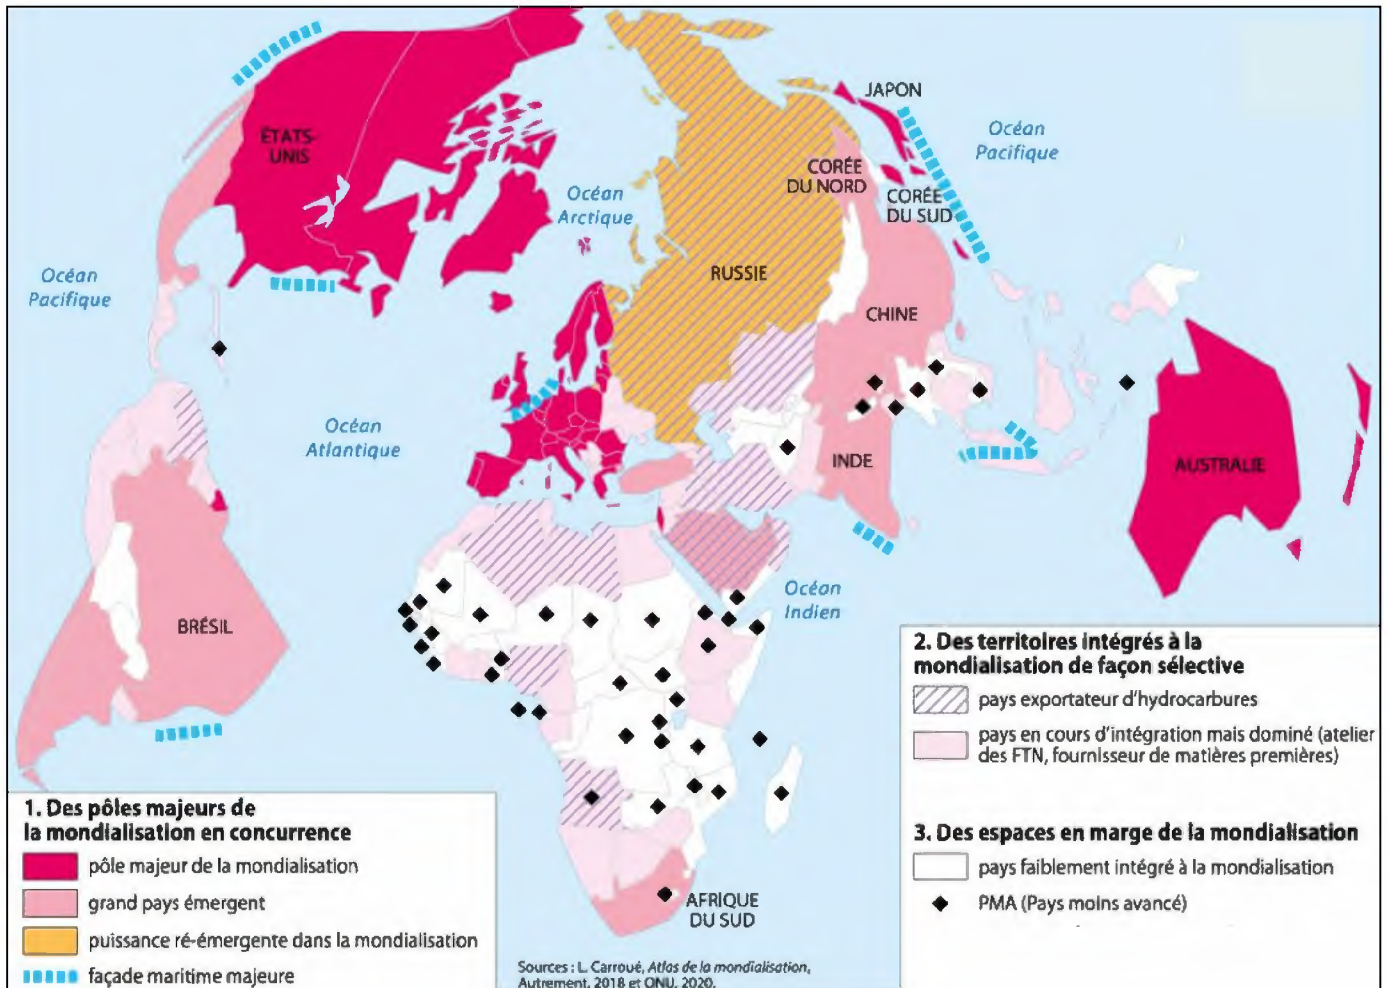 JAPON
Océan
Pacifique
ÉTATS-
UNIS
CORÉE
DU NORD
Océan
Arctique
CORÉE
DU SUD
RUSSIE
Océan
Pacifique
CHINE
Océan
Atlantique
INDE
AUSTRALIE
Océan
Indien
BRÉSIL
AFRIQUE
DU SUD
1. Des pôles majeurs de
la mondialisation en concurrence
pôle majeur de la mondialisation
grand pays émergent
puissance ré-émergente dans la mondialisation
façade maritime majeure
Sources : L. Carroué, Atlas de la mondialisation,
Autrement, 2018 et ONU, 2020.
2. Des territoires intégrés à la
mondialisation de façon sélective
pays exportateur d'hydrocarbures
pays en cours d'intégration mais dominé (atelier
des FTN, fournisseur de matières premières)
3. Des espaces en marge de la mondialisation
pays faiblement intégré à la mondialisation
PMA (Pays moins avancé)